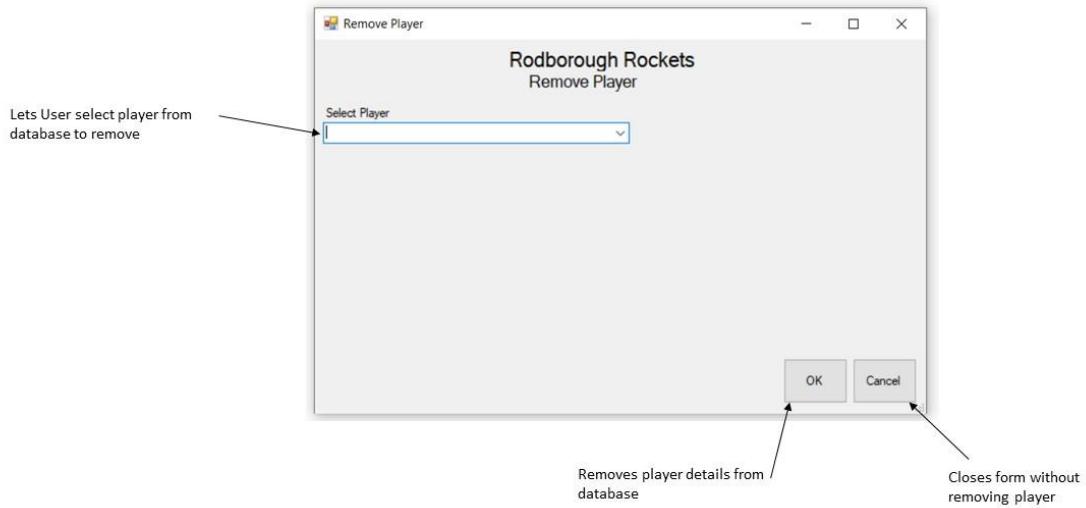 Remove Player
Rodborough Rockets
Remove Player
Lets User select player from
database to remove
Select Player
OK
Cancel
Removes player details from
database
Closes form without
removing player